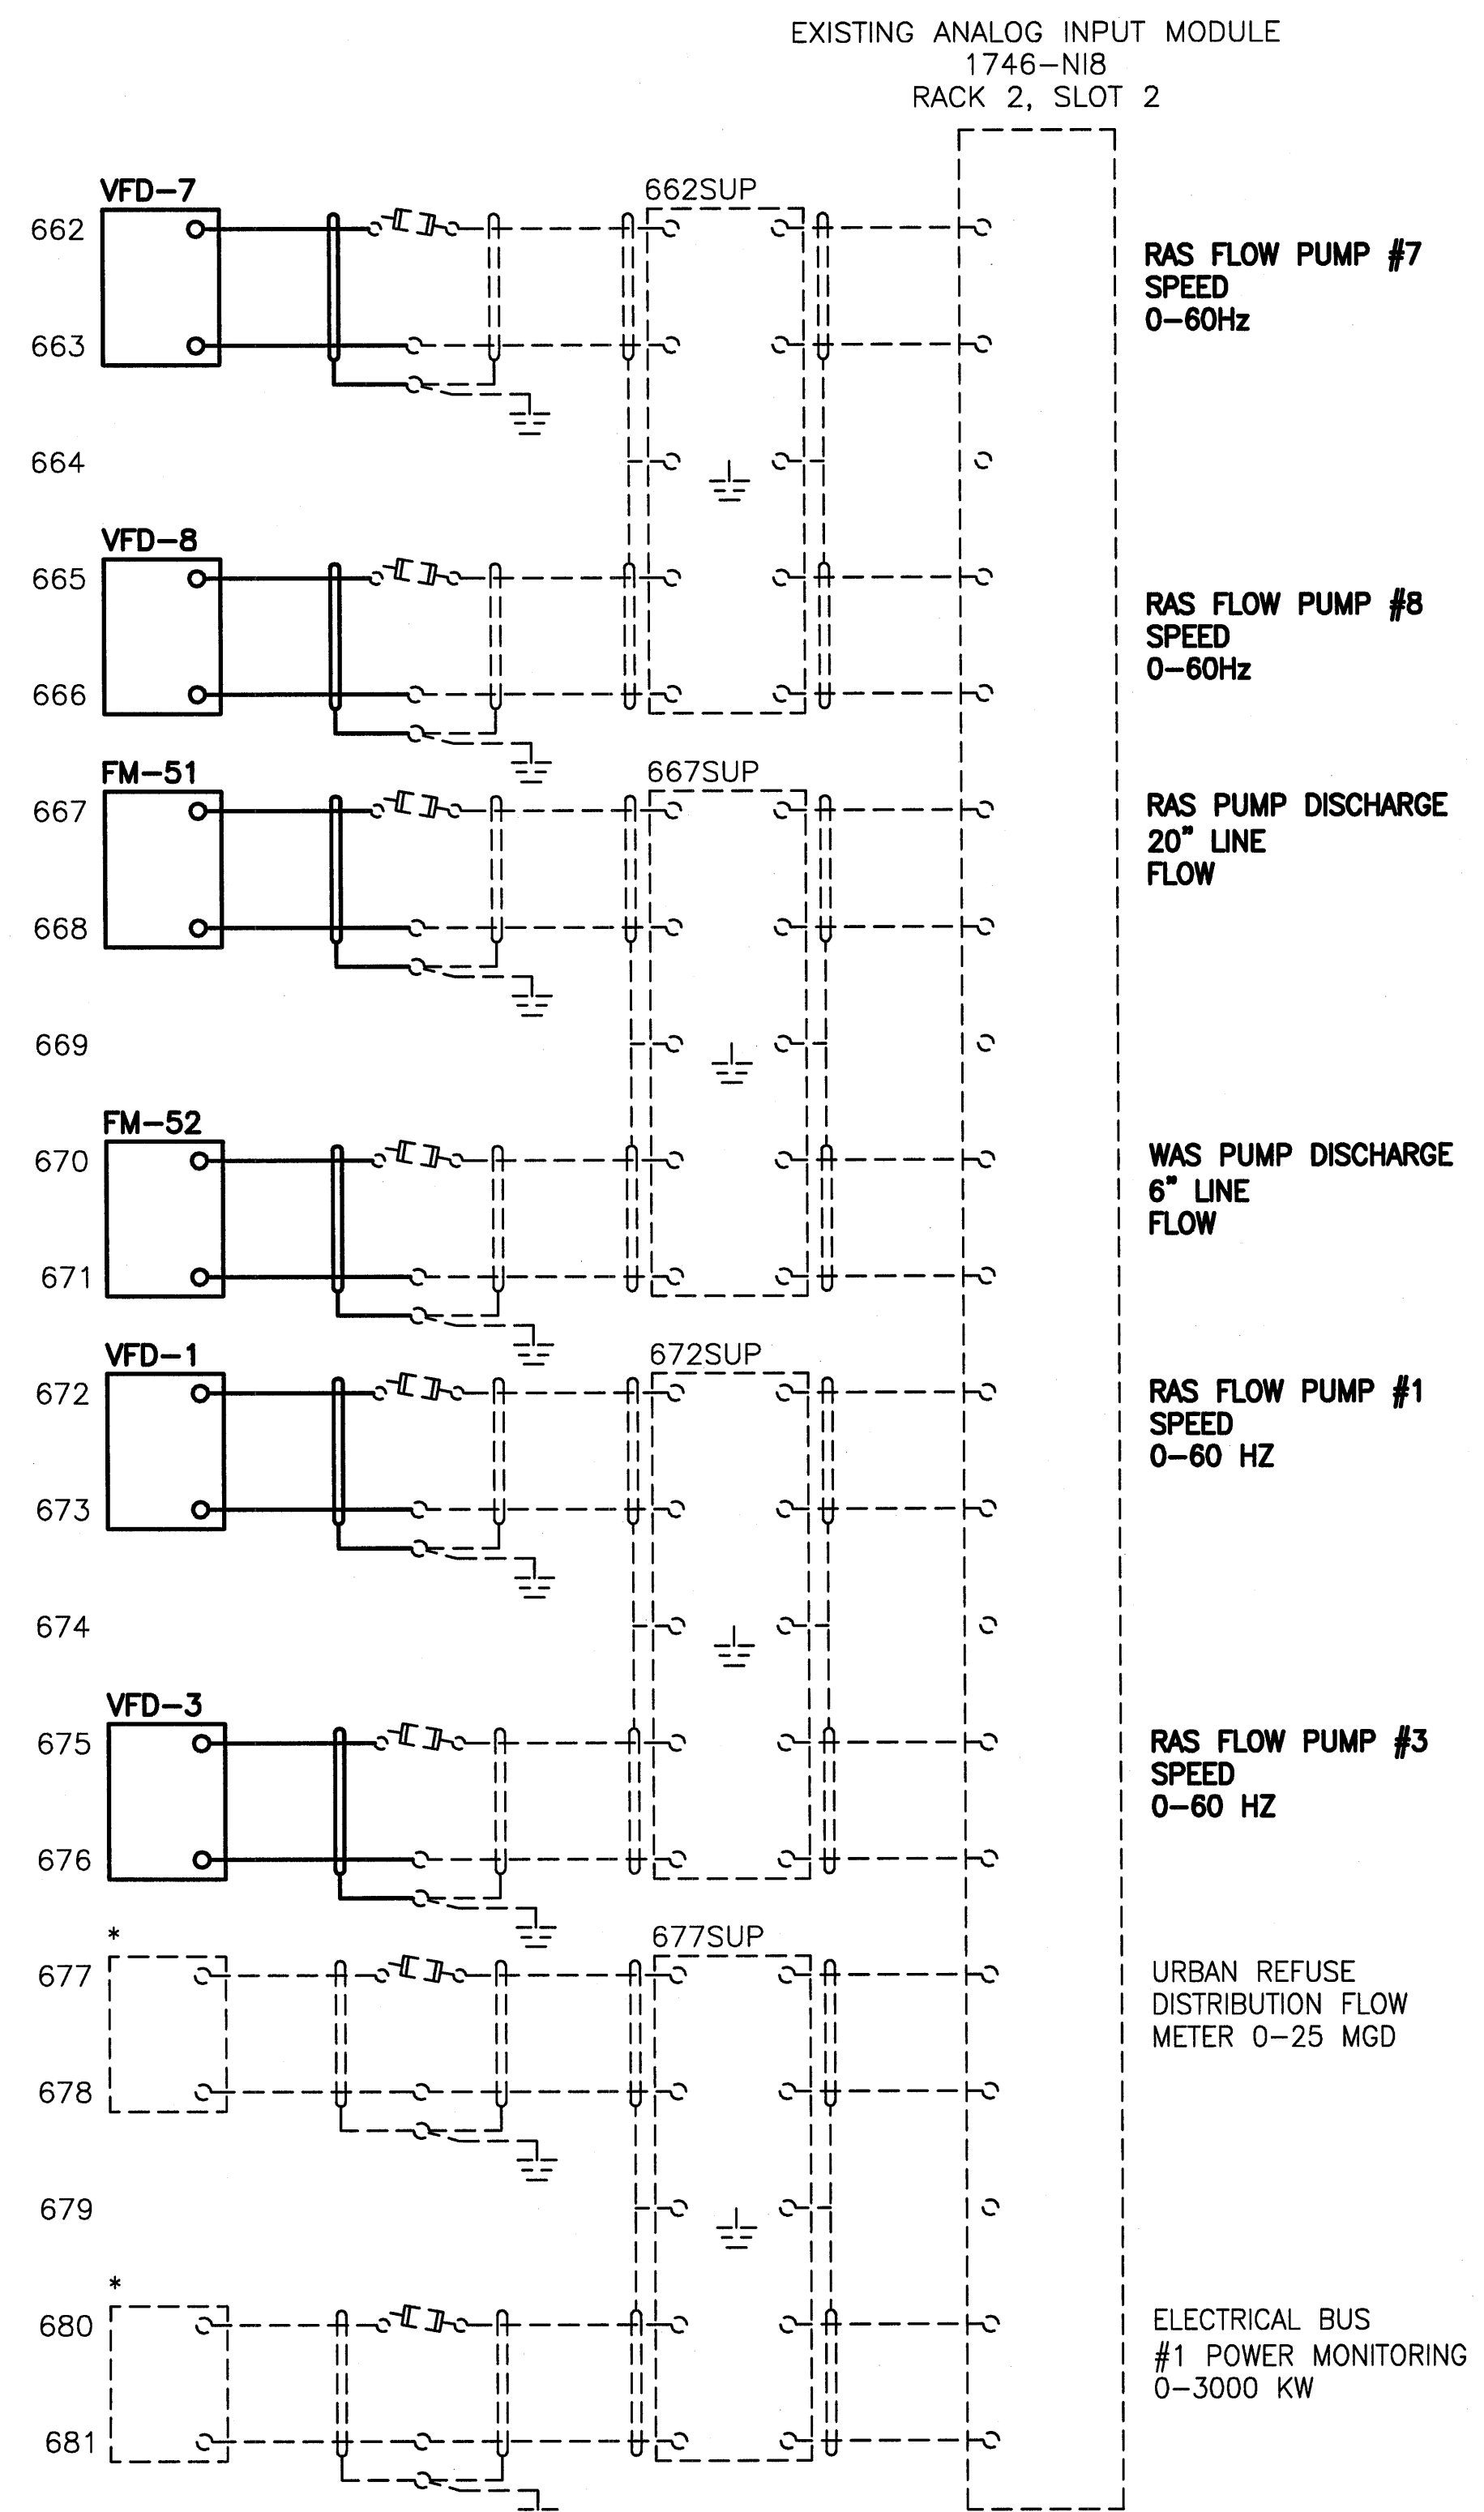 EXISTING ANALOG INPUT MODULE
1746-NI8
RACK 2, SLOT 2
VFD-7
662SUP
662
RAS FLOW PUMP #7
SPEED
0-60Hz
663
664
VFD-8
665
RAS FLOW PUMP #8
SPEED
0-60Hz
666
FM-51
667SUP
667
RAS PUMP DISCHARGE
20" LINE
FLOW
668
669
FM-52
670
WAS PUMP DISCHARGE
6" LINE
FLOW
671
VFD-1
672SUP
672
RAS FLOW PUMP #1
SPEED
0-60 HZ
673
674
VFD-3
675
RAS FLOW PUMP #3
SPEED
0-60 HZ
676
*
677SUP
677
URBAN REFUSE
DISTRIBUTION FLOW
METER 0-25 MGD
678
679
*
680
ELECTRICAL BUS
#1 POWER MONITORING
0-3000 KW
681